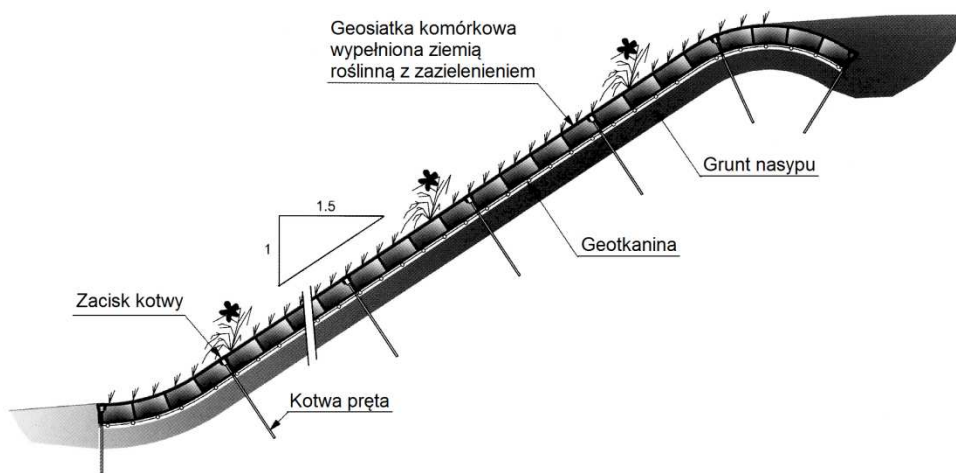 Geosiatka komórkowa
wypełniona ziemią
roślinną z zazielenieniem
Grunt nasypu
1.5
1
Geotkanina
Zacisk kotwy
Kotwa pręta